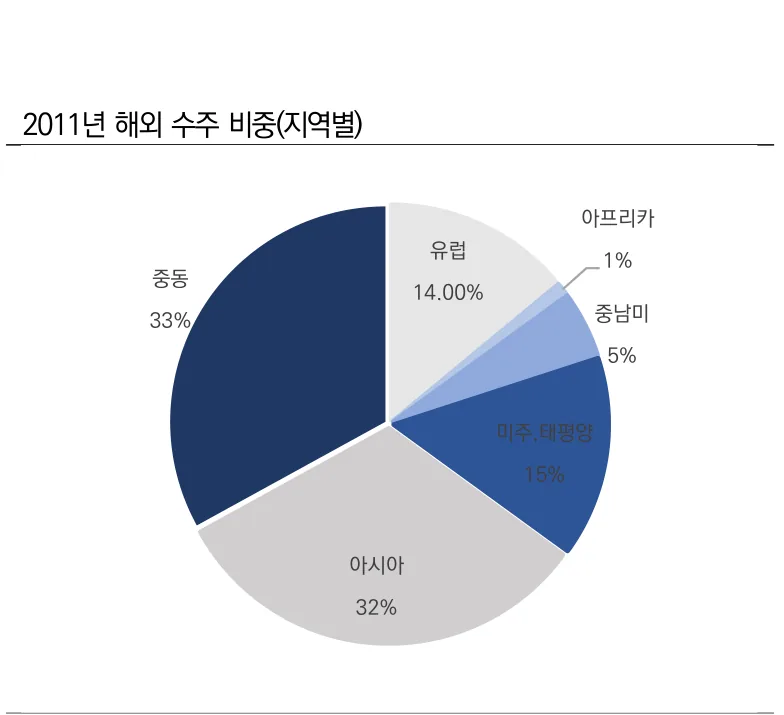 2011년 해외 수주 비중(지역별)
유럽
14.00%
아프리카
1%
중남미
5%
미주,태평양
15%
아시아
32%
중동
33%